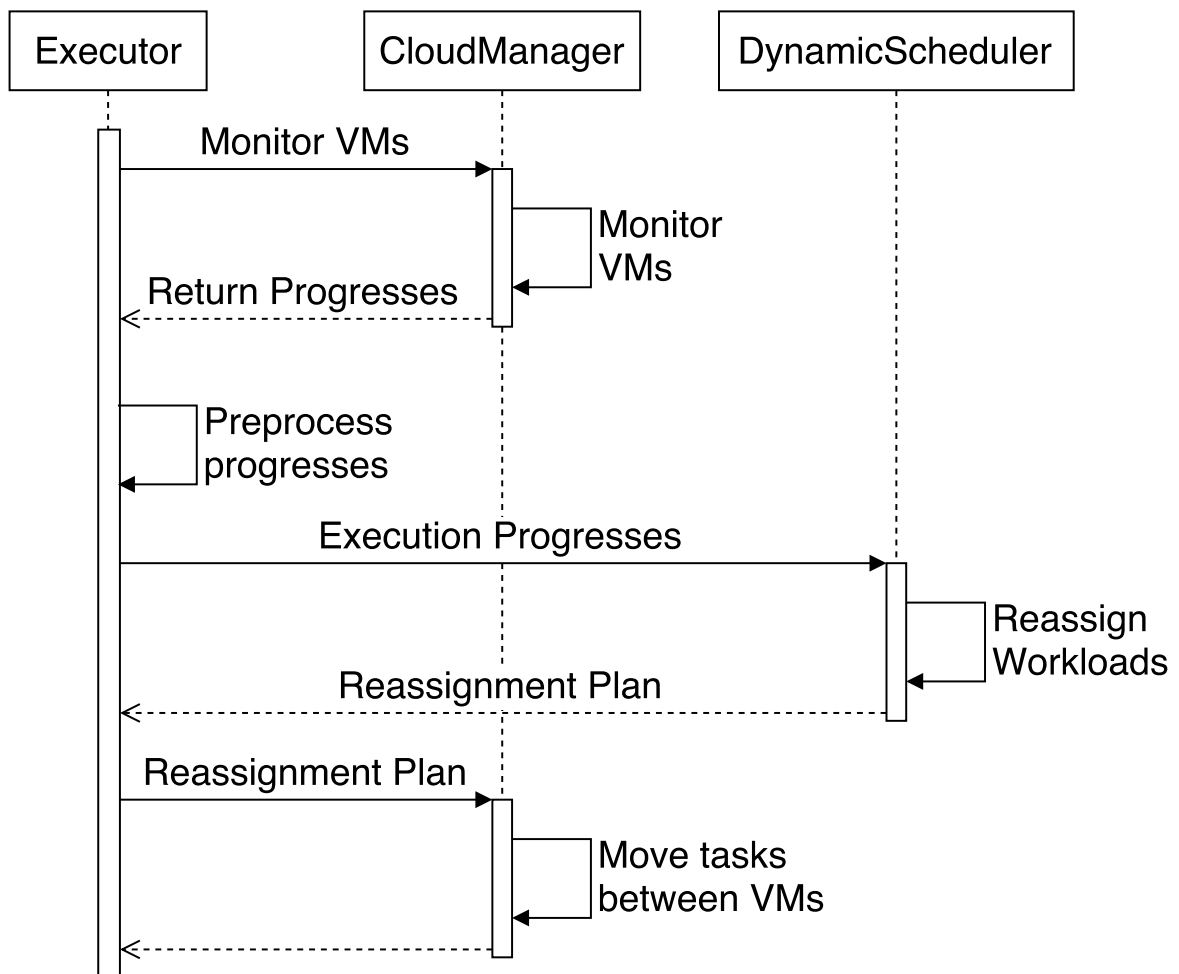 Executor
CloudManager
DynamicScheduler
Monitor VMs
Monitor
VMs
Return Progresses
Preprocess
progresses
Execution Progresses
Reassign
Workloads
Reassignment Plan
Reassignment Plan
Move tasks
between VMs